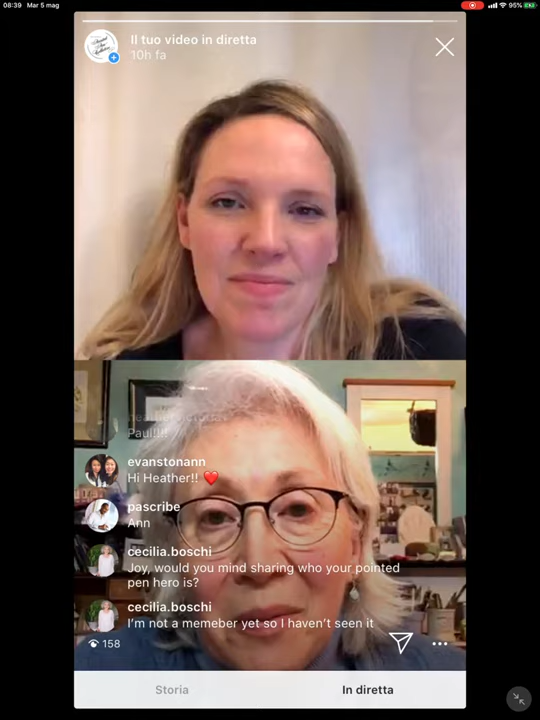 08:39 Mar 5 mag
95%
Il tuo video in diretta
10h fa
Paul!!!!
evanstonann
Hi Heather!! ❤️
pascribe
Ann
cecilia.boschi
Joy, would you mind sharing who your pointed
pen hero is?
cecilia.boschi
I'm not a memeber yet so I haven't seen it
158
Storia
In diretta